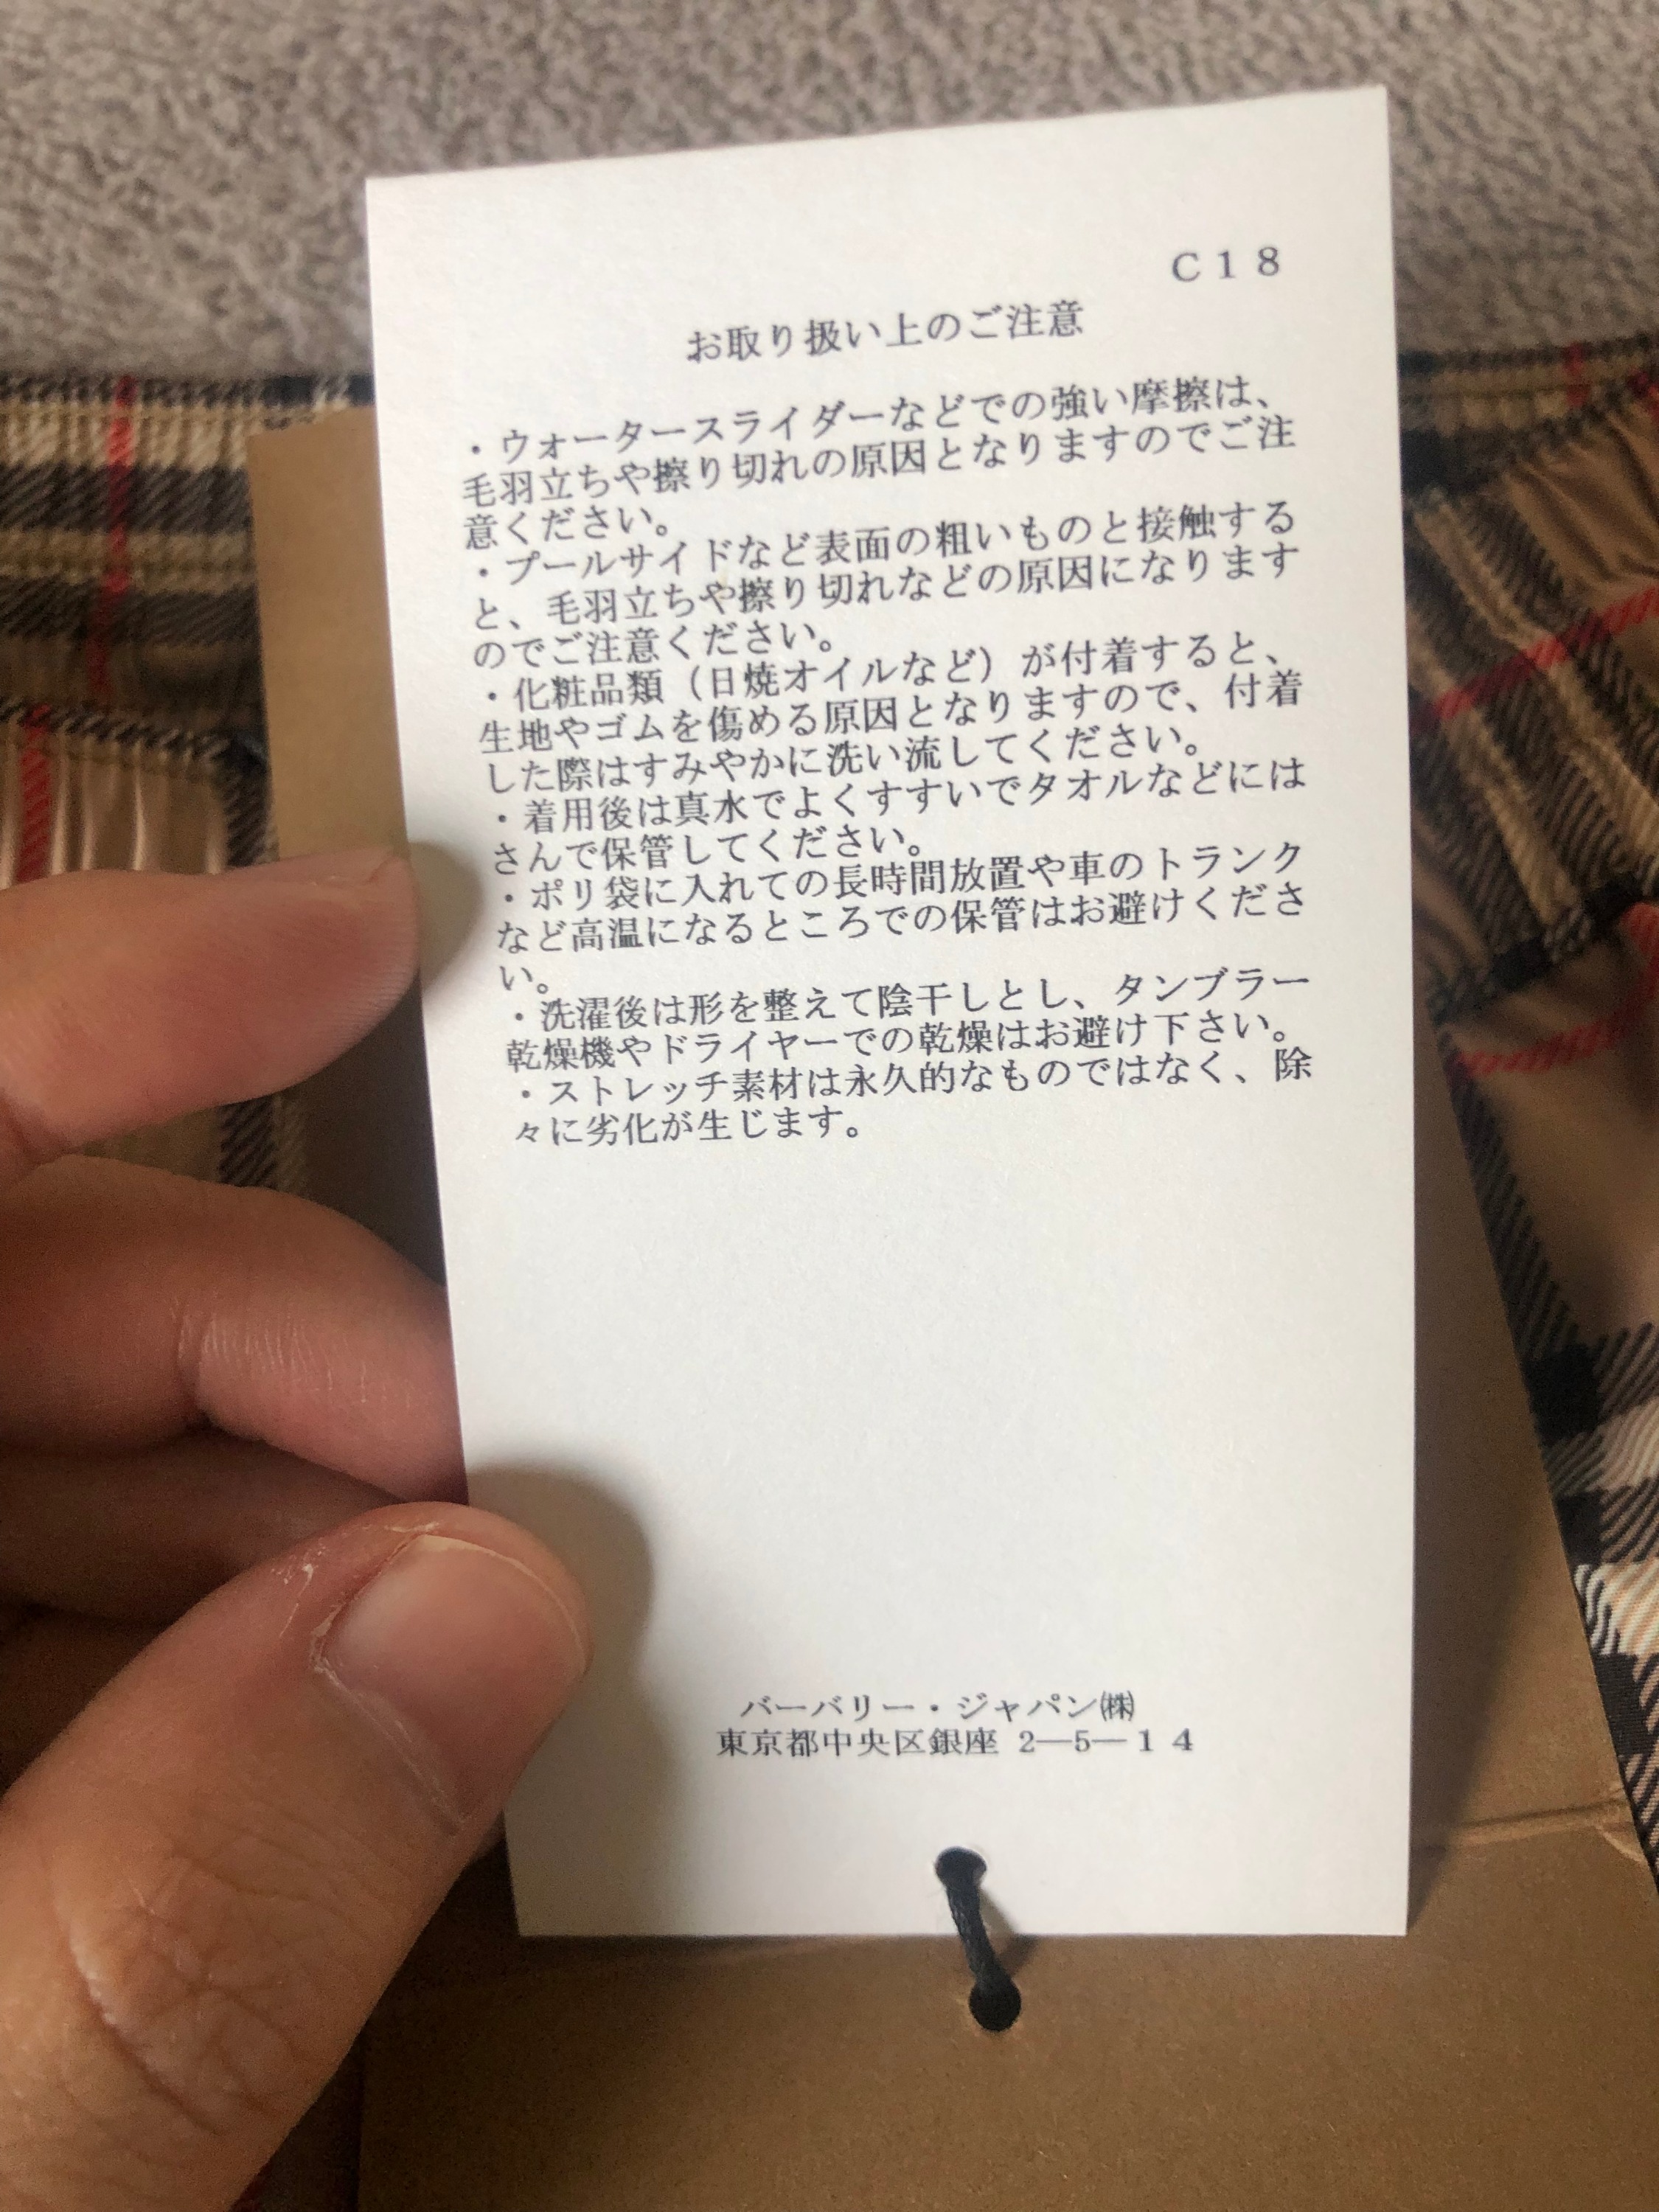 C18
お取り扱い上のご注意
・ウォータースライダーなどでの強い摩擦は、
毛羽立ちや擦り切れの原因となりますのでご注
意ください。
・プールサイドなど表面の粗いものと接触する
と、毛羽立ちや擦り切れなどの原因になります
のでご注意ください。
・化粧品類（日焼オイルなど）が付着すると、
生地やゴムを傷める原因となりますので、付着
した際はすみやかに洗い流してください。
・着用後は真水でよくすすいでタオルなどには
さんで保管してください。
・ポリ袋に入れての長時間放置や車のトランク
など高温になるところでの保管はお避けくださ
い。
・洗濯後は形を整えて陰干しとし、タンブラー
乾燥機やドライヤーでの乾燥はお避け下さい。
・ストレッチ素材は永久的なものではなく、除
々に劣化が生じます。
バーバリー・ジャパン㈱
東京都中央区銀座 2―5―14